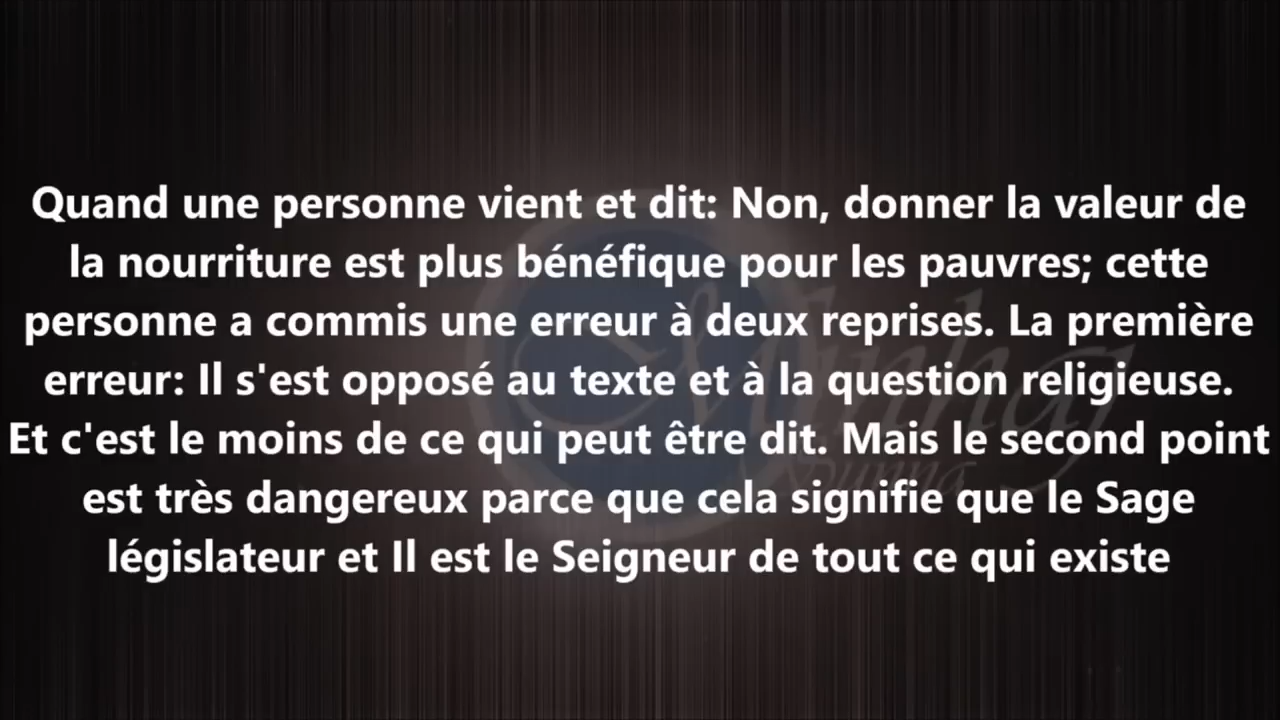 Quand une personne vient et dit: Non, donner la valeur de
la nourriture est plus bénéfique pour les pauvres; cette
personne a commis une erreur à deux reprises. La première
erreur: Il s'est opposé au texte et à la question religieuse.
Et c'est le moins de ce qui peut être dit. Mais le second point
est très dangereux parce que cela signifie que le Sage
législateur et Il est le Seigneur de tout ce qui existe
Minhaj
Sunna